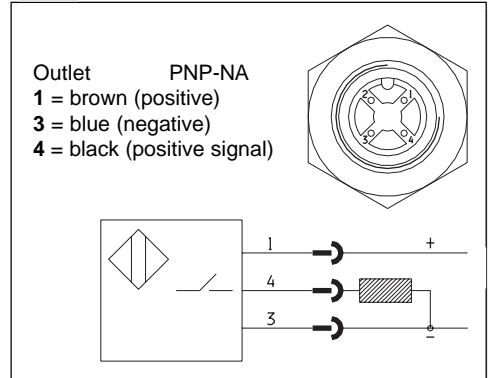 Outlet PNP-NA
1 = brown (positive)
3 = blue (negative)
4 = black (positive signal)
2 1
3 4
1 +
4
3 -